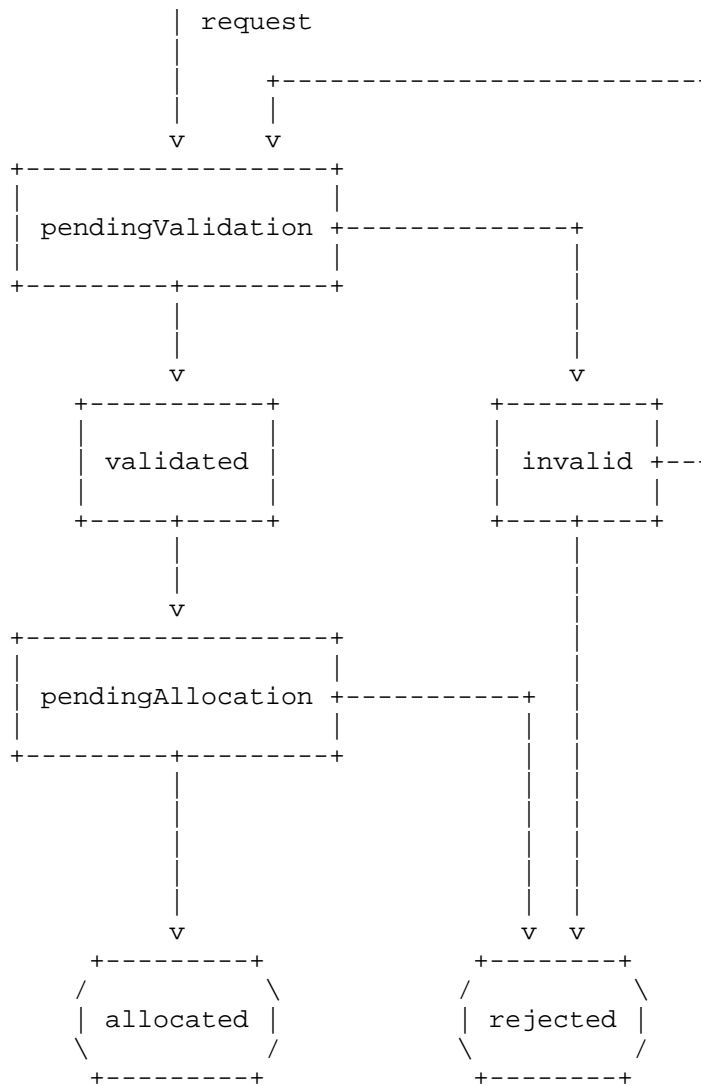 request
pendingValidation
validated
invalid
pendingAllocation
allocated
rejected